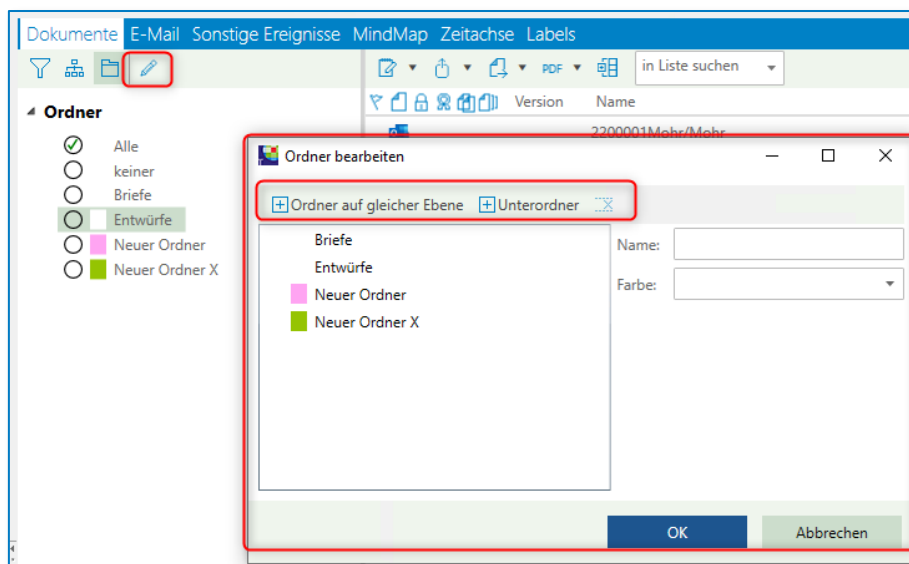 Dokumente E-Mail Sonstige Ereignisse MindMap Zeitachse Labels
PDF in Liste suchen
Ordner
Version Name
Alle
2200001Mohr/Mohr
keiner
Briefe
Entwürfe
Neuer Ordner
Neuer Ordner X
Ordner bearbeiten
Ordner auf gleicher Ebene Unterordner
Briefe
Entwürfe
Neuer Ordner
Neuer Ordner X
Name:
Farbe:
OK Abbrechen